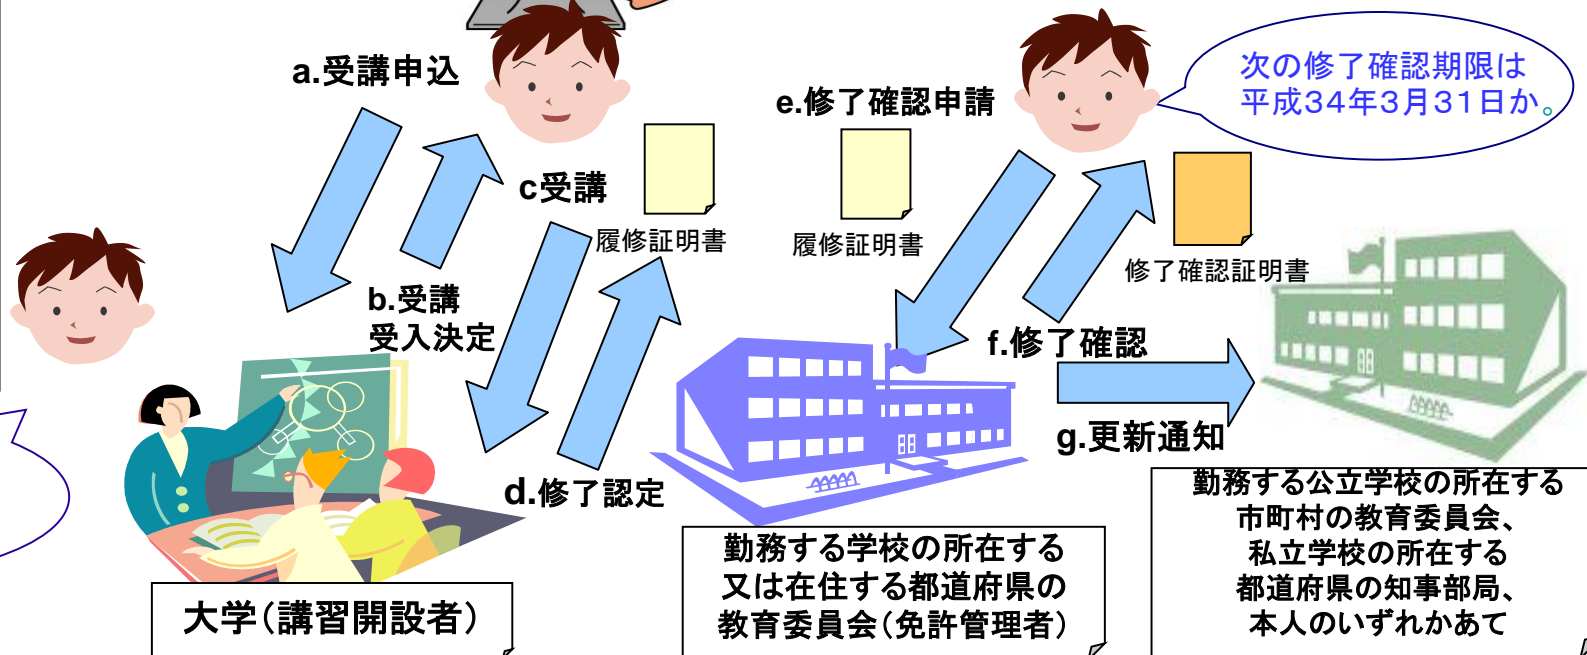 a.受講申込
次の修了確認期限は
平成34年3月31日か。
e.修了確認申請
c受講
履修証明書
履修証明書
修了確認証明書
b.受講
受入決定
f.修了確認
g.更新通知
d.修了認定
大学(講習開設者)
勤務する学校の所在する
又は在住する都道府県の
教育委員会(免許管理者)
勤務する公立学校の所在する
市町村の教育委員会、
私立学校の所在する
都道府県の知事部局、
本人のいずれかあて